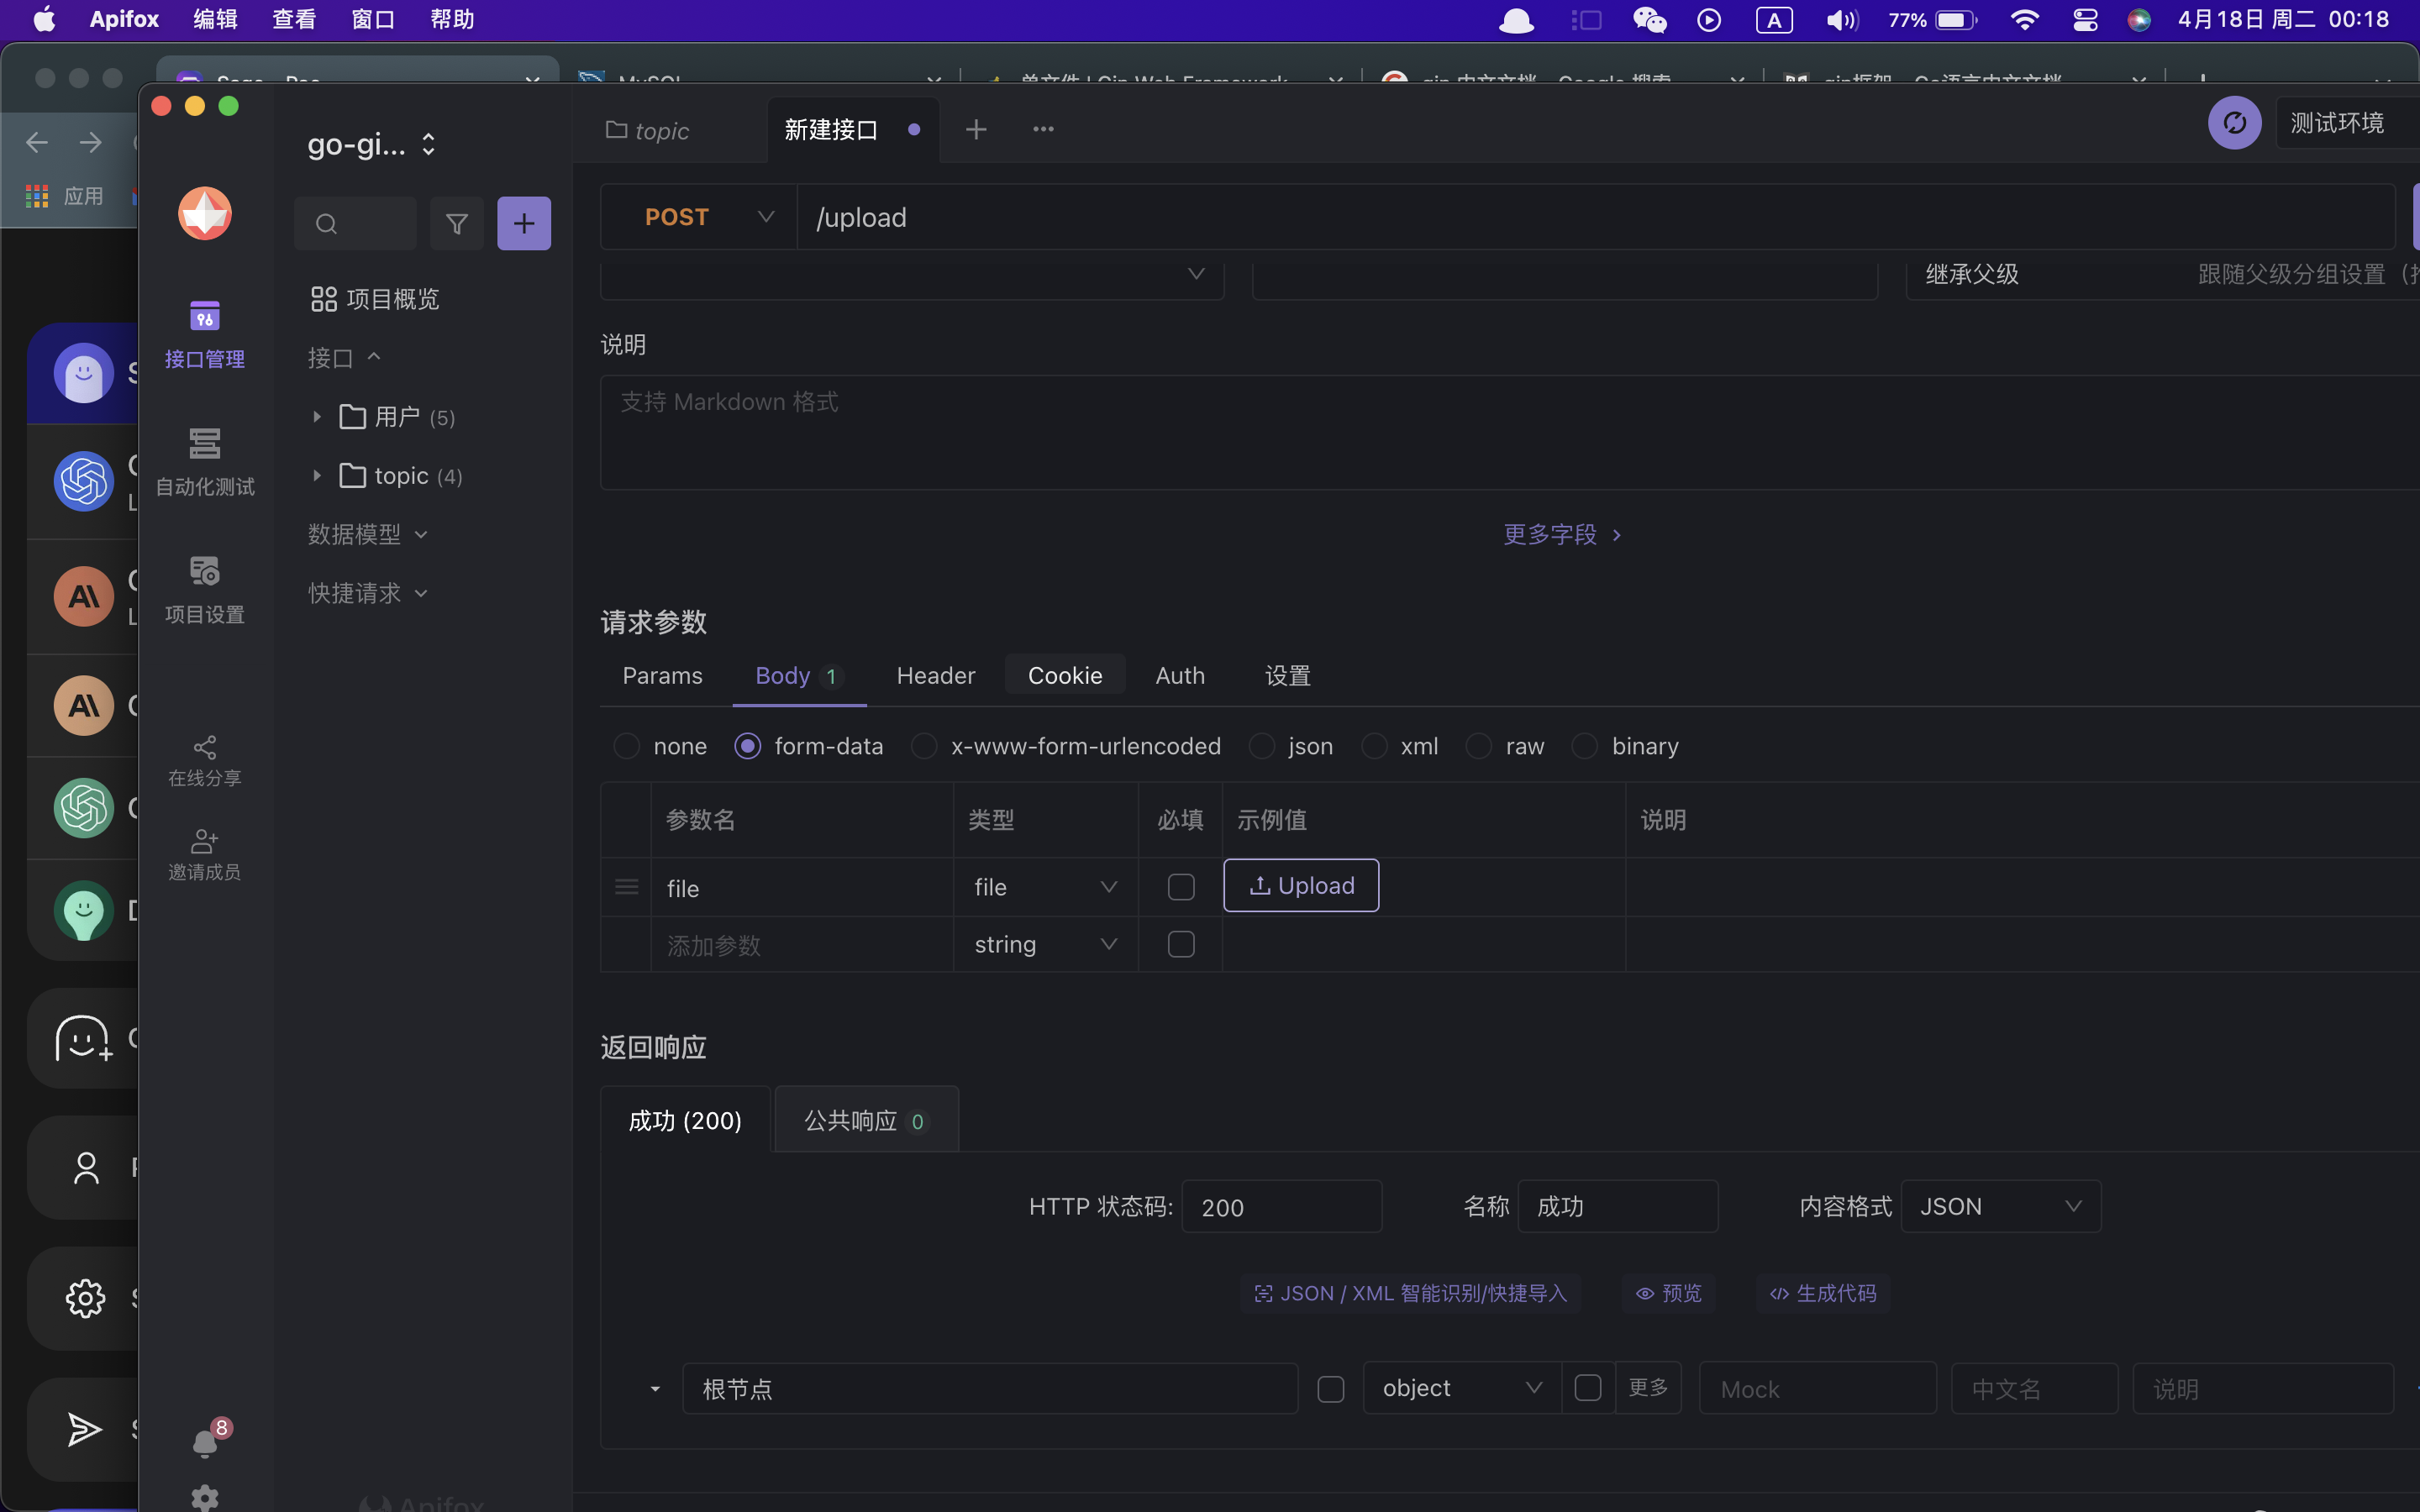 Apifox 编辑 查看 窗口 帮助 A 77% 4月18日 周二 00:18
应用
go-gi...
topic 新建接口
测试环境
POST /upload
继承父级 跟随父级分组设置
项目概览
接口
用户 (5)
topic (4)
数据模型
快捷请求
接口管理
自动化测试
项目设置
在线分享
邀请成员
8
说明
支持 Markdown 格式
更多字段
请求参数
Params Body 1 Header Cookie Auth 设置
none form-data x-www-form-urlencoded json xml raw binary
参数名 类型 必填 示例值 说明
file file Upload
添加参数 string
返回响应
成功 (200) 公共响应 0
HTTP 状态码: 200 名称 成功 内容格式 JSON
JSON / XML 智能识别/快捷导入 预览 生成代码
根节点 object 更多 Mock 中文名 说明
Apifox